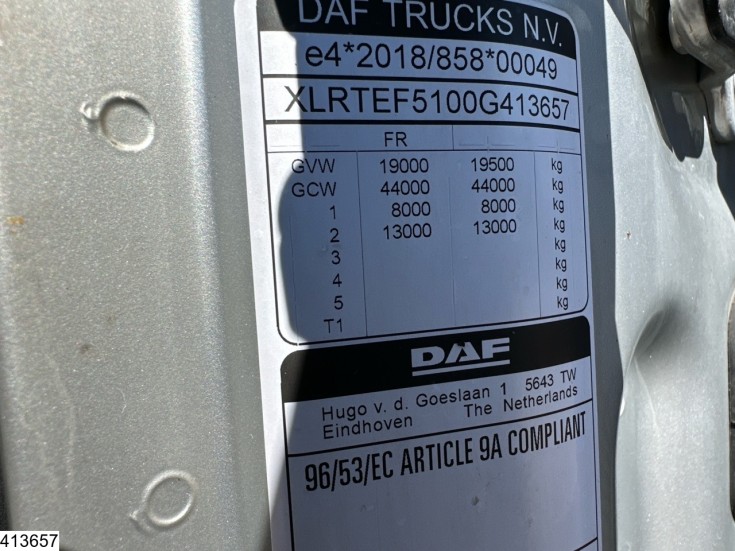 DAF TRUCKS N.V.
e4*2018/858*00049
XLRTEF5100G413657
FR
GVW 19000 19500 kg
GCW 44000 44000 kg
1 8000 8000 kg
2 13000 13000 kg
3 kg
4 kg
5 kg
T1 kg
DAF
Hugo v. d. Goeslaan 1 5643 TW
Eindhoven The Netherlands
96/53/EC ARTICLE 9A COMPLIANT
413657